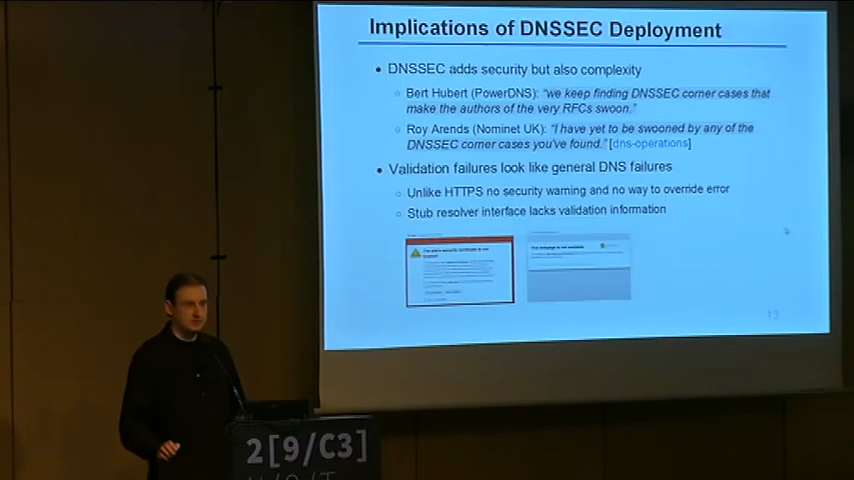 Implications of DNSSEC Deployment
• DNSSEC adds security but also complexity
○ Bert Hubert (PowerDNS): "we keep finding DNSSEC corner cases that
make the authors of the very RFCs swoon."
○ Roy Arends (Nominet UK): "I have yet to be swooned by any of the
DNSSEC corner cases you've found." [dns-operations]
• Validation failures look like general DNS failures
○ Unlike HTTPS no security warning and no way to override error
○ Stub resolver interface lacks validation information
13
2[9/C3]